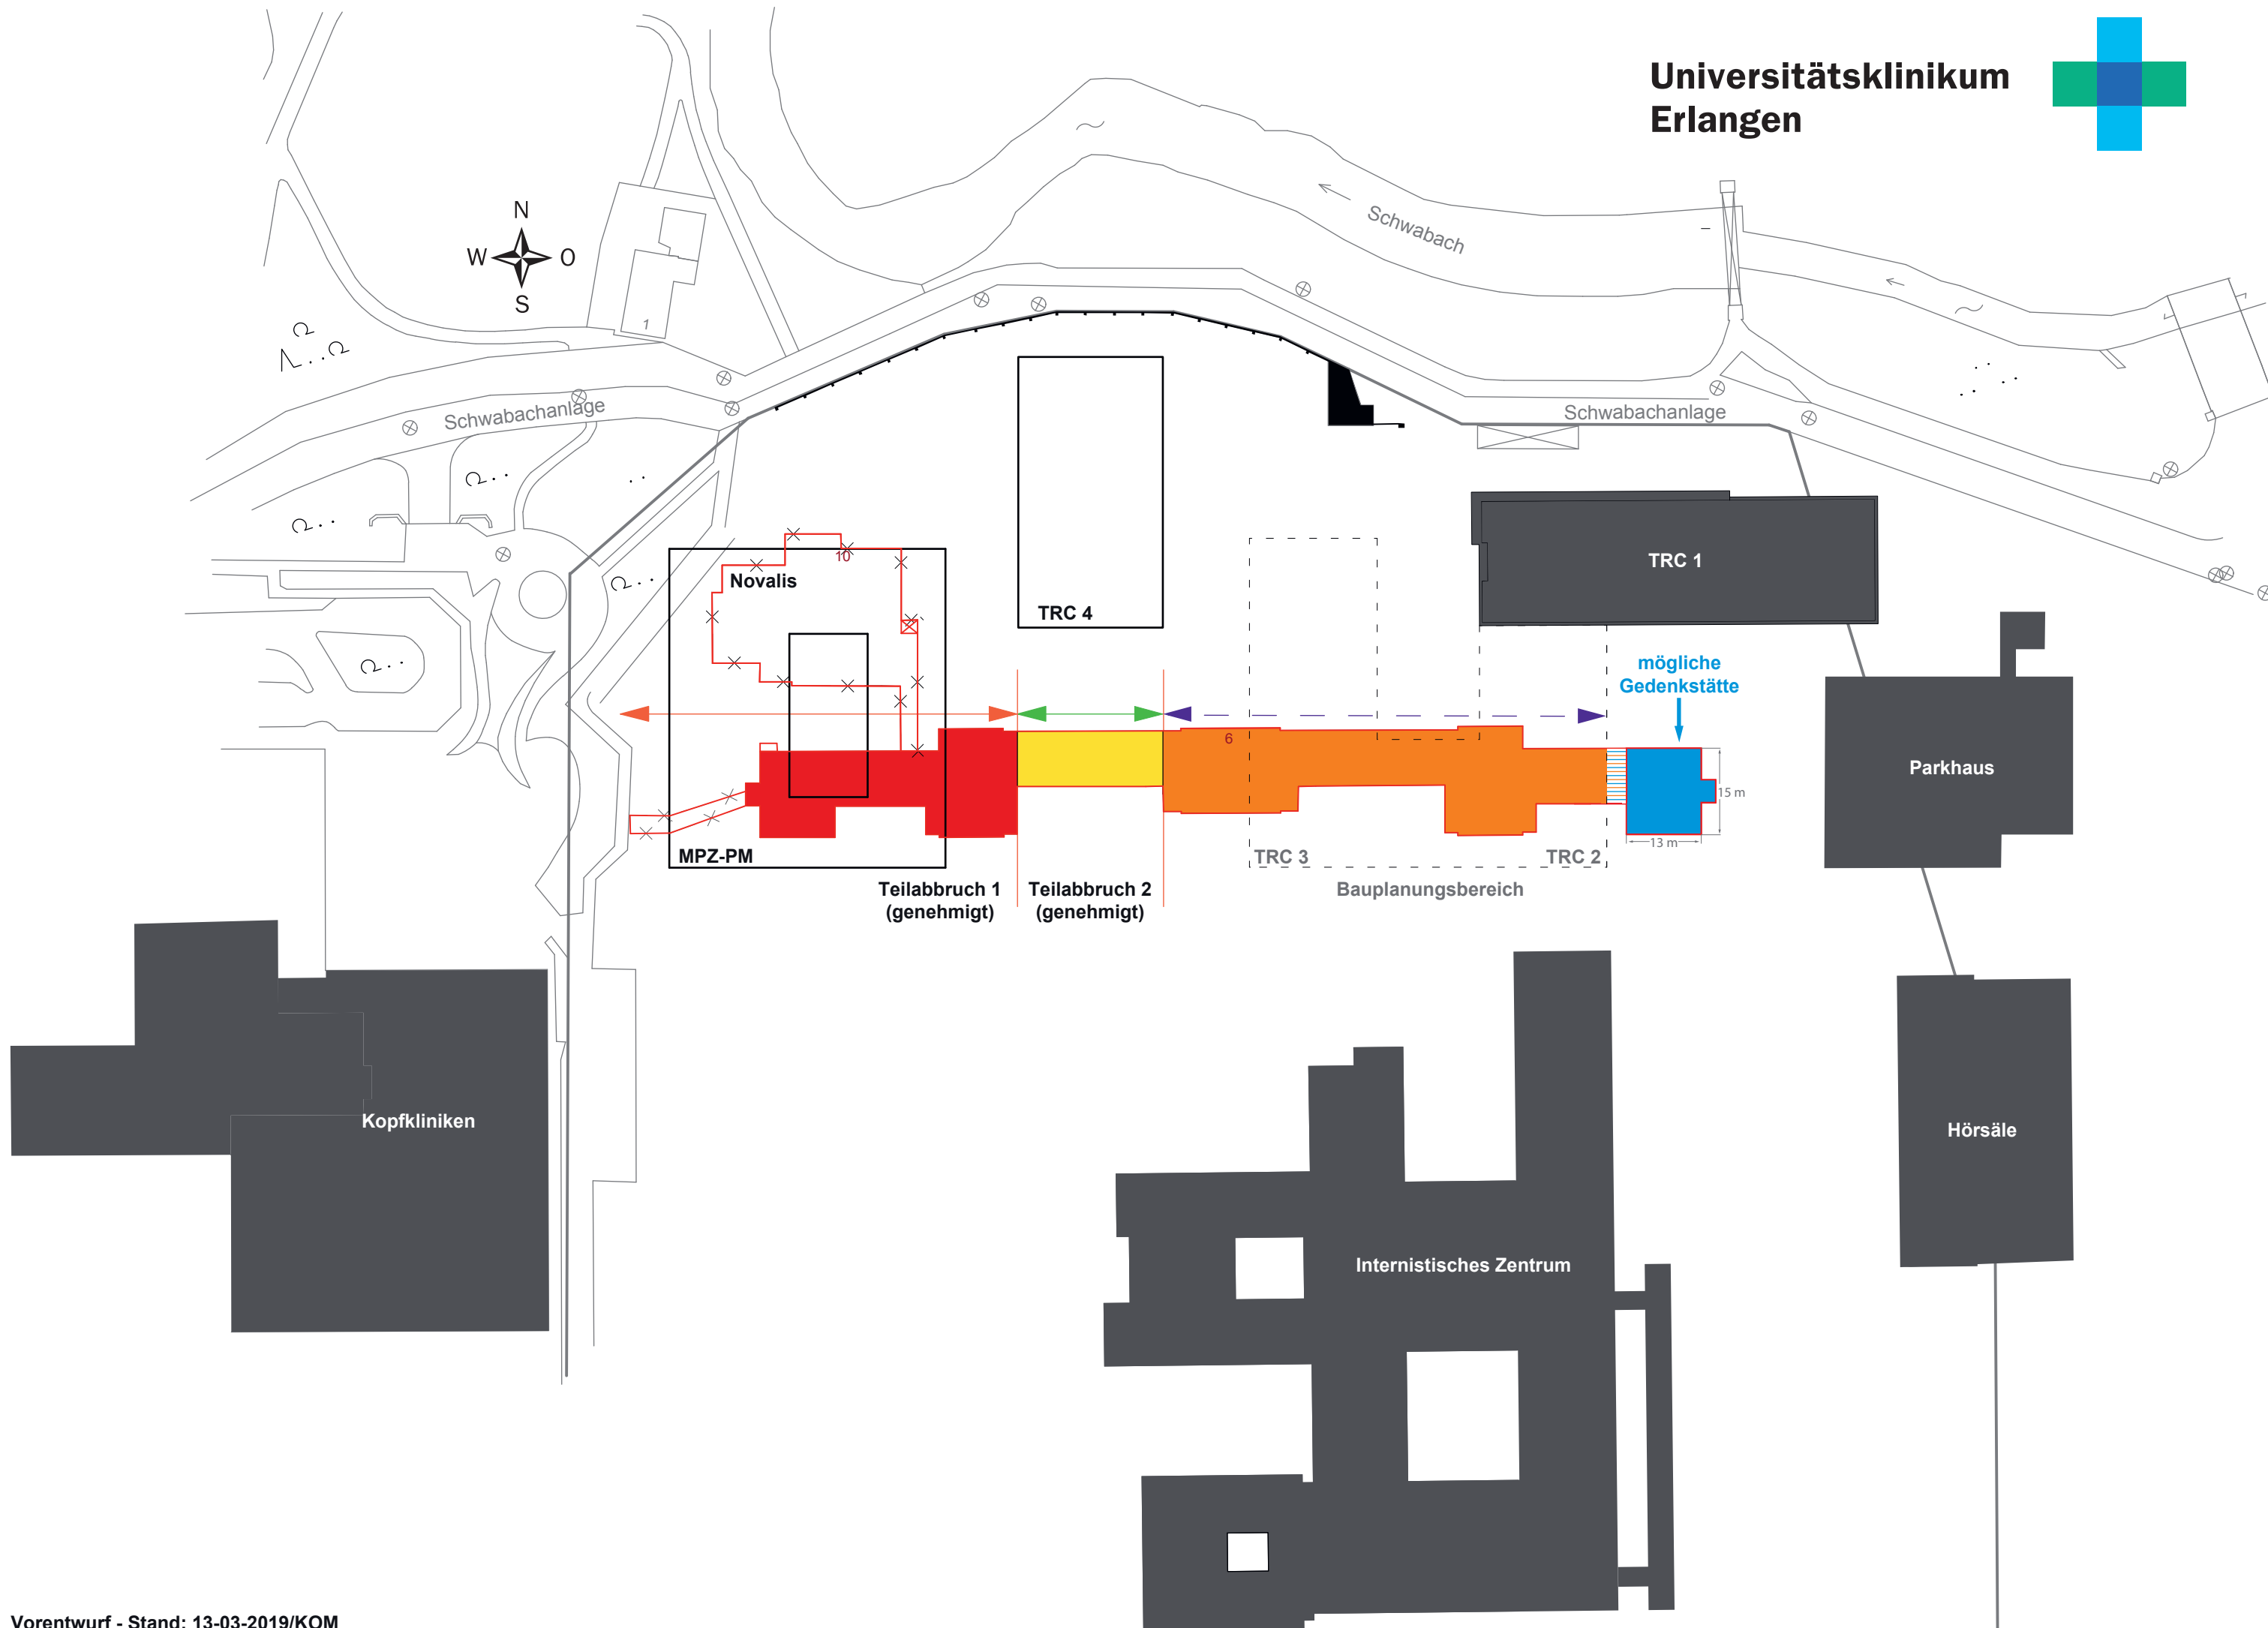 Universitätsklinikum
Erlangen
N
W
O
S
Schwabach
1
Schwabachanlage
Schwabachanlage
10
Novalis
TRC 4
TRC 1
mögliche
Gedenkstätte
6
Parkhaus
15 m
13 m
MPZ-PM
TRC 3
TRC 2
Teilabbruch 1
(genehmigt)
Teilabbruch 2
(genehmigt)
Bauplanungsbereich
Kopfkliniken
Hörsäle
Internistisches Zentrum
Vorentwurf - Stand: 13-03-2019/KOM